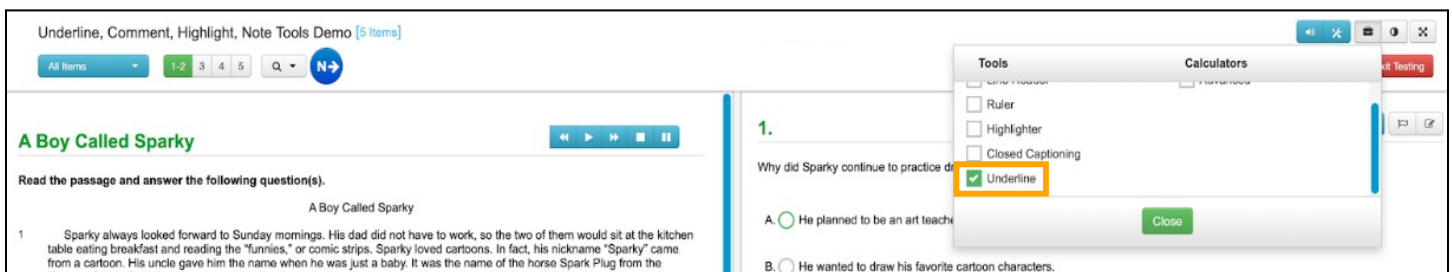 Underline, Comment, Highlight, Note Tools Demo [5 Items]
All Items
1-2 3 4 5
N→
Tools Calculators
Line Reader Advanced
Ruler
Highlighter
Closed Captioning
Underline
Close
xit Testing
A Boy Called Sparky
Read the passage and answer the following question(s).
A Boy Called Sparky
1 Sparky always looked forward to Sunday mornings. His dad did not have to work, so the two of them would sit at the kitchen
table eating breakfast and reading the "funnies," or comic strips. Sparky loved cartoons. In fact, his nickname "Sparky" came
from a cartoon. His uncle gave him the name when he was just a baby. It was the name of the horse Spark Plug from the
1.
Why did Sparky continue to practice dr
A. He planned to be an art teache
B. He wanted to draw his favorite cartoon characters.